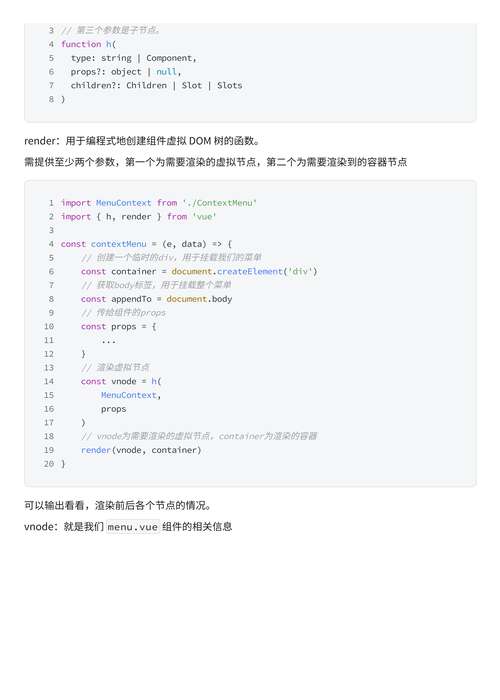 3 // 第三个参数是子节点。
4 function h(
5   type: string | Component,
6   props?: object | null,
7   children?: Children | Slot | Slots
8 )
render：用于编程式地创建组件虚拟 DOM 树的函数。
需提供至少两个参数，第一个为需要渲染的虚拟节点，第二个为需要渲染到的容器节点
1 import MenuContext from './ContextMenu'
2 import { h, render } from 'vue'
3
4 const contextMenu = (e, data) => {
5     // 创建一个临时的div，用于挂载我们的菜单
6     const container = document.createElement('div')
7     // 获取body标签，用于挂载整个菜单
8     const appendTo = document.body
9     // 传给组件的props
10     const props = {
11         ...
12     }
13     // 渲染虚拟节点
14     const vnode = h(
15         MenuContext,
16         props
17     )
18     // vnode为需要渲染的虚拟节点，container为渲染的容器
19     render(vnode, container)
20 }
可以输出看看，渲染前后各个节点的情况。
vnode：就是我们 menu.vue 组件的相关信息